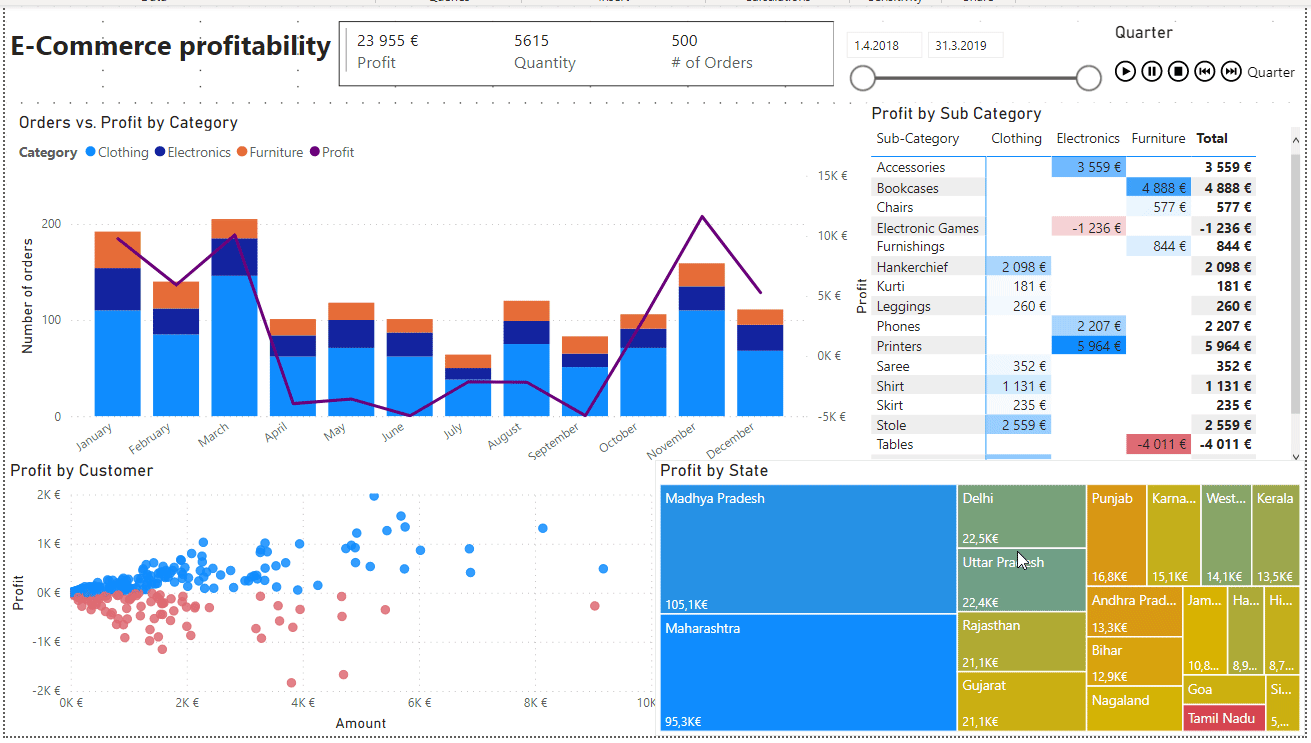 E-Commerce profitability
23 955 € 5615 500
Profit Quantity # of Orders
1.4.2018 31.3.2019
Quarter
Quarter
Orders vs. Profit by Category
Category Clothing Electronics Furniture Profit
Number of orders
200
100
0
15K €
10K €
5K €
0K €
-5K €
Profit
January February March April May June July August September October November December
Profit by Sub Category
Sub-Category Clothing Electronics Furniture Total
Accessories 3 559 € 3 559 €
Bookcases 4 888 € 4 888 €
Chairs 577 € 577 €
Electronic Games -1 236 € -1 236 €
Furnishings 844 € 844 €
Hankerchief 2 098 € 2 098 €
Kurti 181 € 181 €
Leggings 260 € 260 €
Phones 2 207 € 2 207 €
Printers 5 964 € 5 964 €
Saree 352 € 352 €
Shirt 1 131 € 1 131 €
Skirt 235 € 235 €
Stole 2 559 € 2 559 €
Tables -4 011 € -4 011 €
Profit by Customer
Profit
2K €
1K €
0K €
-1K €
-2K €
0K € 2K € 4K € 6K € 8K € 10K
Amount
Profit by State
Madhya Pradesh
105,1K€
Maharashtra
95,3K€
Delhi
22,5K€
Uttar Pradesh
22,4K€
Rajasthan
21,1K€
Gujarat
21,1K€
Punjab
16,8K€
Karna...
15,1K€
West...
14,1K€
Kerala
13,5K€
Andhra Prad...
13,3K€
Bihar
12,9K€
Nagaland
Jam...
10,8...
Ha...
8,9...
Hi...
8,7...
Goa
Si...
5,...
Tamil Nadu